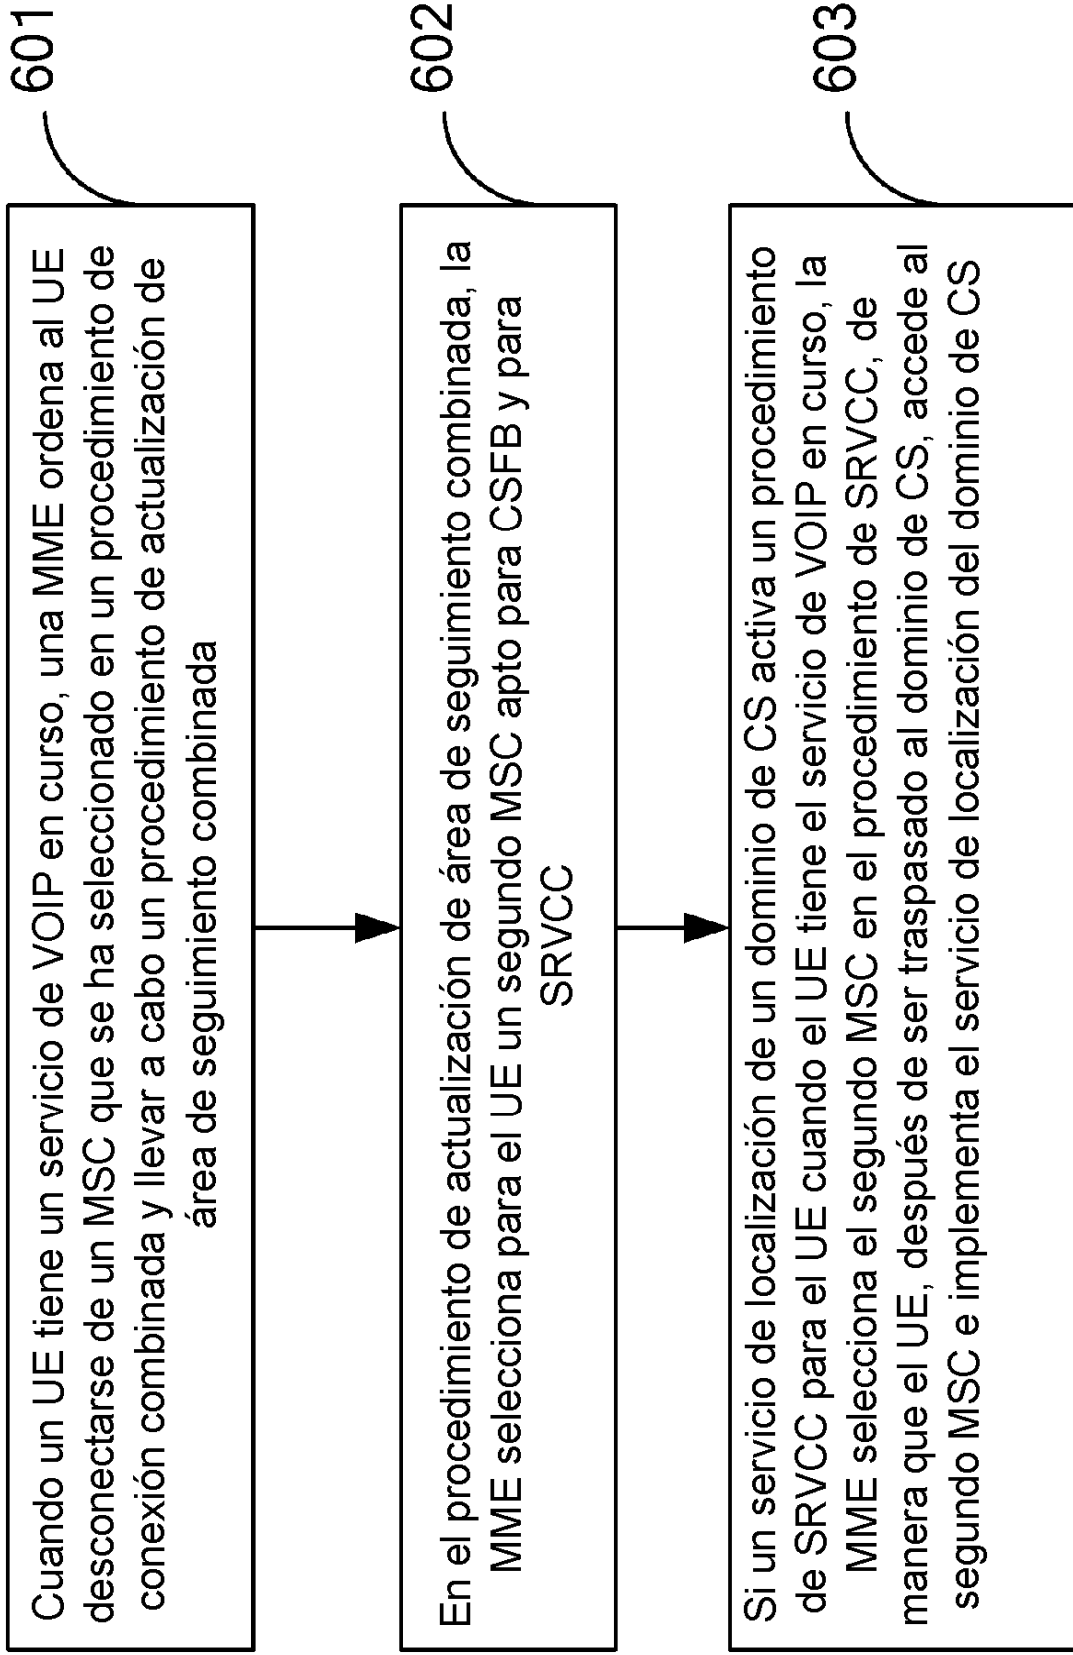 Cuando un UE tiene un servicio de VOIP en curso, una MME ordena al UE
desconectarse de un MSC que se ha seleccionado en un procedimiento de
conexión combinada y llevar a cabo un procedimiento de actualización de
área de seguimiento combinada
601
En el procedimiento de actualización de área de seguimiento combinada, la
MME selecciona para el UE un segundo MSC apto para CSFB y para
SRVCC
602
Si un servicio de localización de un dominio de CS activa un procedimiento
de SRVCC para el UE cuando el UE tiene el servicio de VOIP en curso, la
MME selecciona el segundo MSC en el procedimiento de SRVCC, de
manera que el UE, después de ser traspasado al dominio de CS, accede al
segundo MSC e implementa el servicio de localización del dominio de CS
603